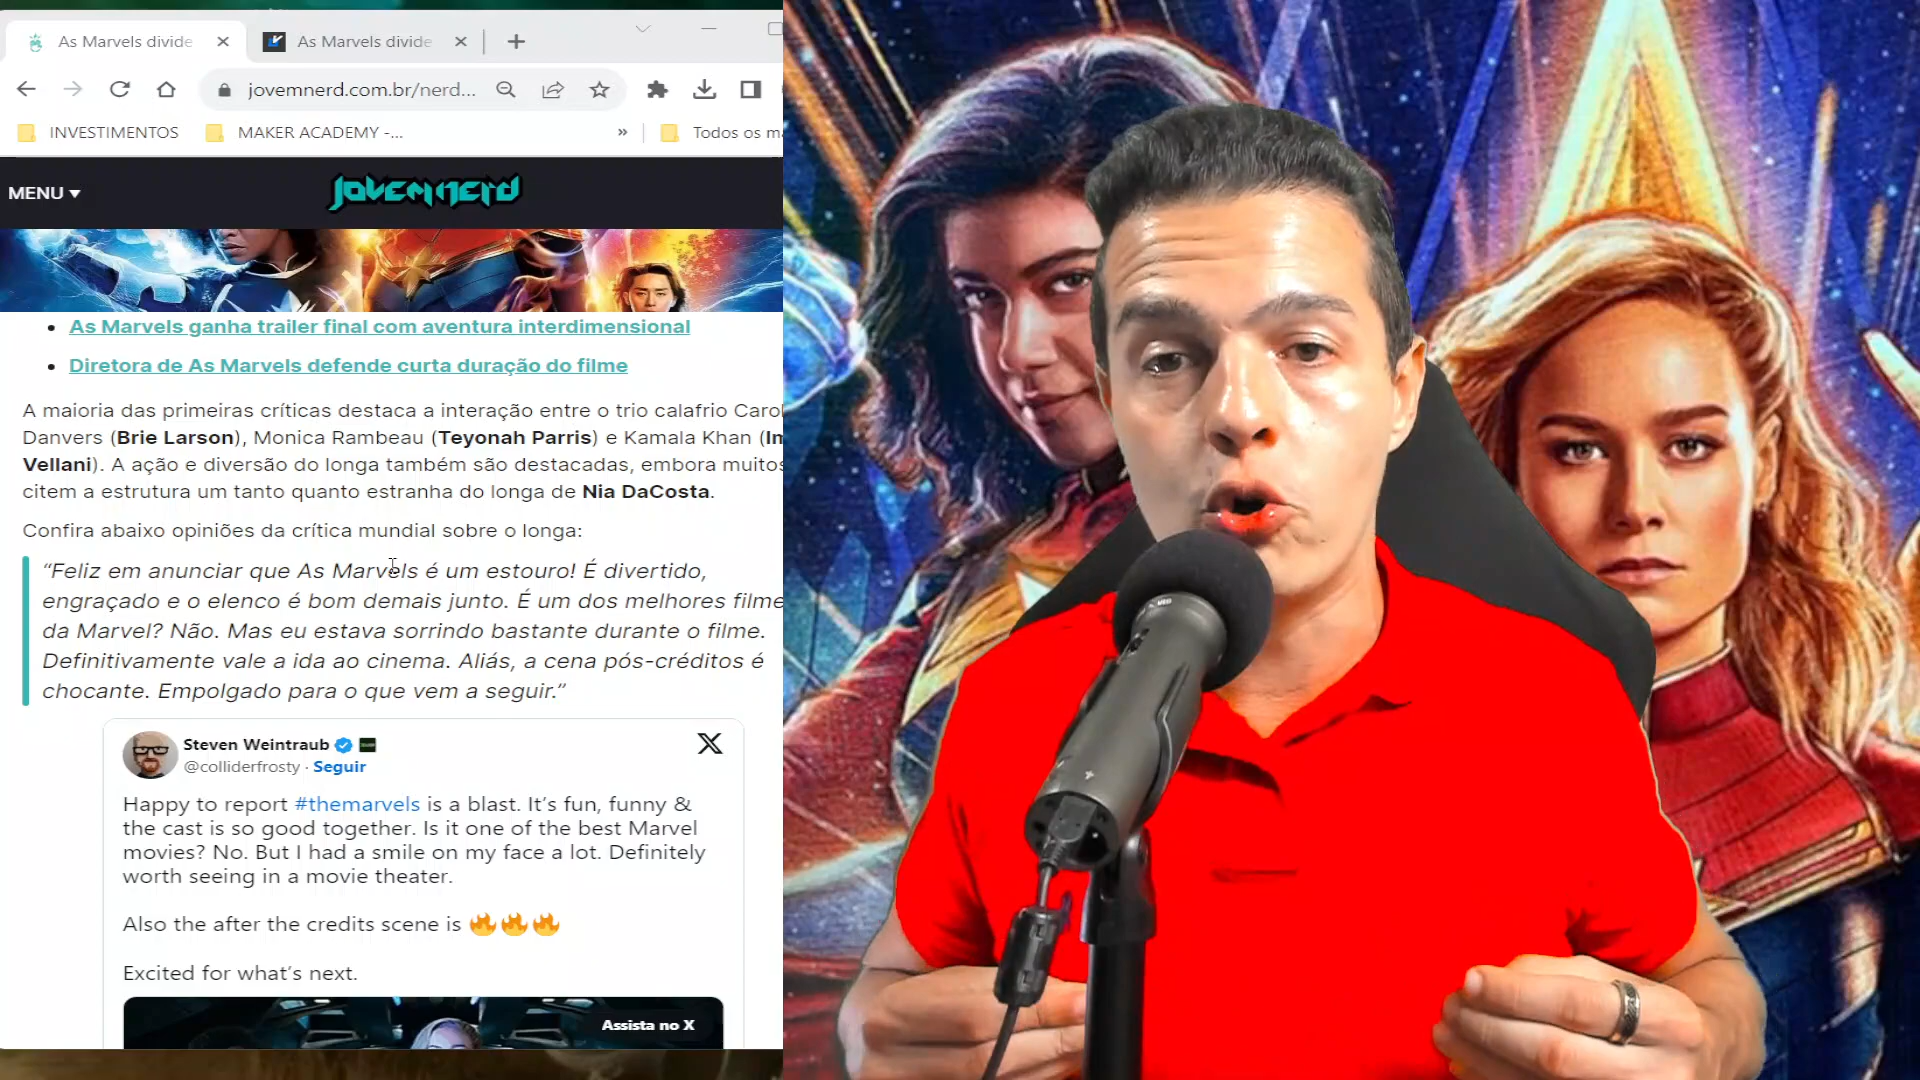 As Marvels divide
As Marvels divide
jovemnerd.com.br/nerd...
INVESTIMENTOS
MAKER ACADEMY -...
»
Todos os ma
MENU
JOVEM NERD
As Marvels ganha trailer final com aventura interdimensional
Diretora de As Marvels defende curta duração do filme
A maioria das primeiras críticas destaca a interação entre o trio calafrio Carol
Danvers (Brie Larson), Monica Rambeau (Teyonah Parris) e Kamala Khan (Im
Vellani). A ação e diversão do longa também são destacadas, embora muitos
citem a estrutura um tanto quanto estranha do longa de Nia DaCosta.
Confira abaixo opiniões da crítica mundial sobre o longa:
“Feliz em anunciar que As Marvels é um estouro! É divertido,
engraçado e o elenco é bom demais junto. É um dos melhores filme
da Marvel? Não. Mas eu estava sorrindo bastante durante o filme.
Definitivamente vale a ida ao cinema. Aliás, a cena pós-créditos é
chocante. Empolgado para o que vem a seguir.”
Steven Weintraub
@colliderfrosty · Seguir
Happy to report #themarvels is a blast. It’s fun, funny &
the cast is so good together. Is it one of the best Marvel
movies? No. But I had a smile on my face a lot. Definitely
worth seeing in a movie theater.
Also the after the credits scene is 🔥🔥🔥
Excited for what’s next.
Assista no X